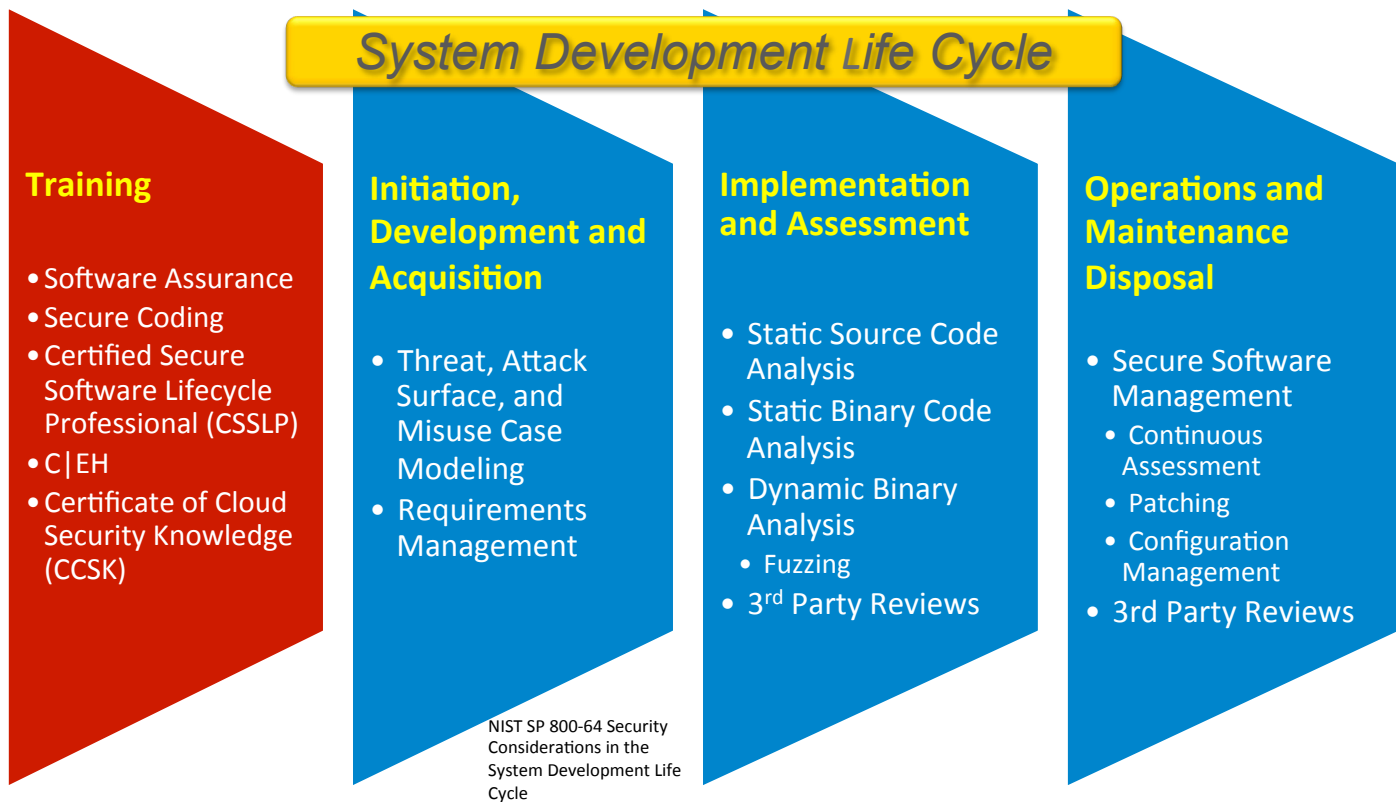 System Development Life Cycle
Training
• Software Assurance
• Secure Coding
• Certified Secure
Software Lifecycle
Professional (CSSLP)
• C|EH
• Certificate of Cloud
Security Knowledge
(CCSK)
Initiation,
Development and
Acquisition
• Threat, Attack
Surface, and
Misuse Case
Modeling
• Requirements
Management
Implementation
and Assessment
• Static Source Code
Analysis
• Static Binary Code
Analysis
• Dynamic Binary
Analysis
• Fuzzing
• 3rd Party Reviews
Operations and
Maintenance
Disposal
• Secure Software
Management
• Continuous
Assessment
• Patching
• Configuration
Management
• 3rd Party Reviews
NIST SP 800-64 Security
Considerations in the
System Development Life
Cycle